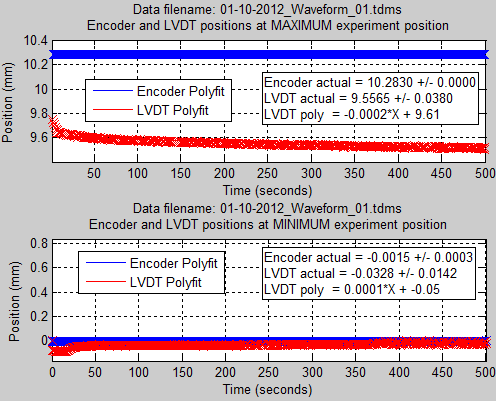 Data filename: 01-10-2012_Waveform_01.tdms
Encoder and LVDT positions at MAXIMUM experiment position
10.4
10.2
10
9.8
9.6
Position (mm)
Encoder Polyfit
LVDT Polyfit
Encoder actual = 10.2830 +/- 0.0000
LVDT actual = 9.5565 +/- 0.0380
LVDT poly = -0.0002*X + 9.61
50 100 150 200 250 300 350 400 450 500
Time (seconds)
Data filename: 01-10-2012_Waveform_01.tdms
Encoder and LVDT positions at MINIMUM experiment position
0.8
0.6
0.4
0.2
0
Position (mm)
Encoder Polyfit
LVDT Polyfit
Encoder actual = -0.0015 +/- 0.0003
LVDT actual = -0.0328 +/- 0.0142
LVDT poly = 0.0001*X + -0.05
0 50 100 150 200 250 300 350 400 450 500
Time (seconds)